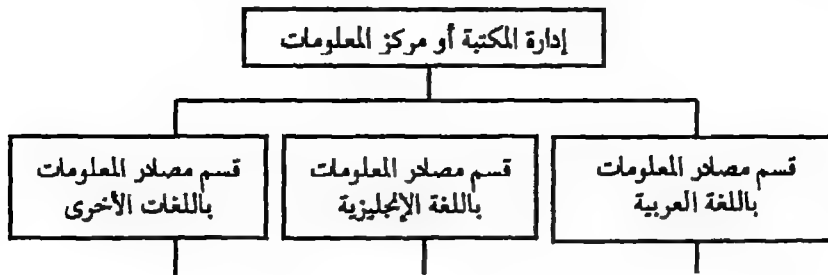 إدارة المكتبة أو مركز المعلومات
قسم مصادر المعلومات
باللغة العربية
قسم مصادر المعلومات
باللغة الإنجليزية
قسم مصادر المعلومات
باللغات الأخرى